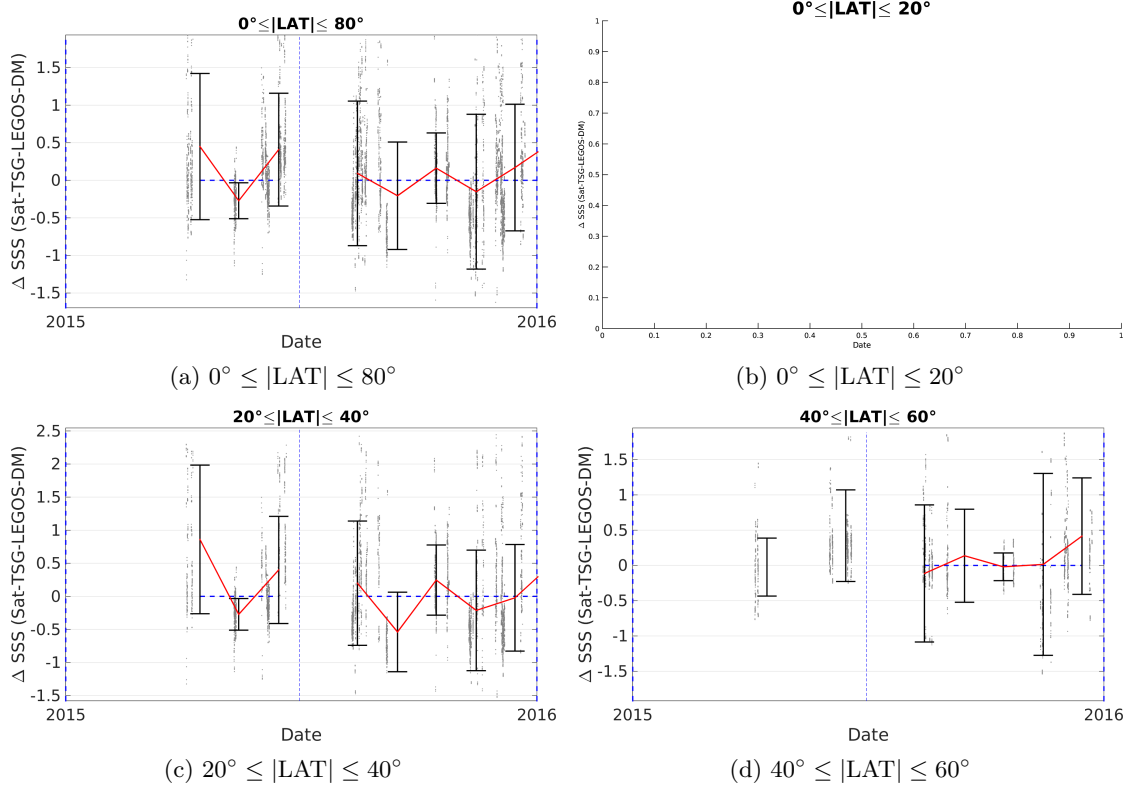 0°≤|LAT|≤ 80°
1.5
1
0.5
0
-0.5
-1
-1.5
Δ SSS (Sat-TSG-LEGOS-DM)
2015 2016
Date
(a) 0° ≤ |LAT| ≤ 80°
0°≤|LAT|≤ 20°
1
0.9
0.8
0.7
0.6
0.5
0.4
0.3
0.2
0.1
0
Δ SSS (Sat-TSG-LEGOS-DM)
0 0.1 0.2 0.3 0.4 0.5 0.6 0.7 0.8 0.9 1
Date
(b) 0° ≤ |LAT| ≤ 20°
20°≤|LAT|≤ 40°
2.5
2
1.5
1
0.5
0
-0.5
-1
-1.5
Δ SSS (Sat-TSG-LEGOS-DM)
2015 2016
Date
(c) 20° ≤ |LAT| ≤ 40°
40°≤|LAT|≤ 60°
1.5
1
0.5
0
-0.5
-1
-1.5
Δ SSS (Sat-TSG-LEGOS-DM)
2015 2016
Date
(d) 40° ≤ |LAT| ≤ 60°